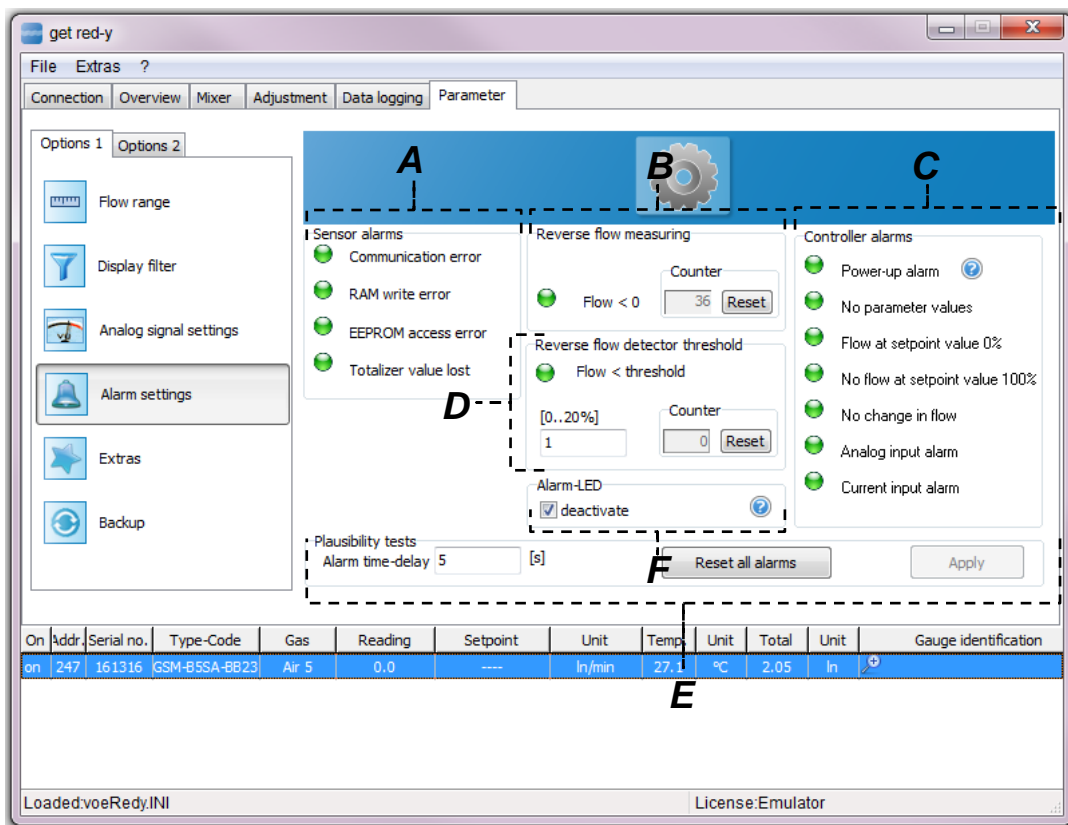 get red-y
File Extras ?
Connection Overview Mixer Adjustment Data logging Parameter
Options 1 Options 2
Flow range
Display filter
Analog signal settings
Alarm settings
Extras
Backup
A
B
C
Sensor alarms
Communication error
RAM write error
EEPROM access error
Totalizer value lost
Reverse flow measuring
Flow < 0
Counter
36 Reset
D
Reverse flow detector threshold
Flow < threshold
[0..20%]
1
Counter
0 Reset
Alarm-LED
deactivate
Controller alarms
Power-up alarm
No parameter values
Flow at setpoint value 0%
No flow at setpoint value 100%
No change in flow
Analog input alarm
Current input alarm
Plausibility tests
Alarm time-delay 5 [s]
F
Reset all alarms
Apply
On Addr. Serial no. Type-Code Gas Reading Setpoint Unit Temp. Unit Total Unit Gauge identification
on 247 161316 GSM-B5SA-BB23 Air 5 0.0 ---- ln/min 27.1 °C 2.05 ln
E
Loaded:voeRedy.INI License:Emulator